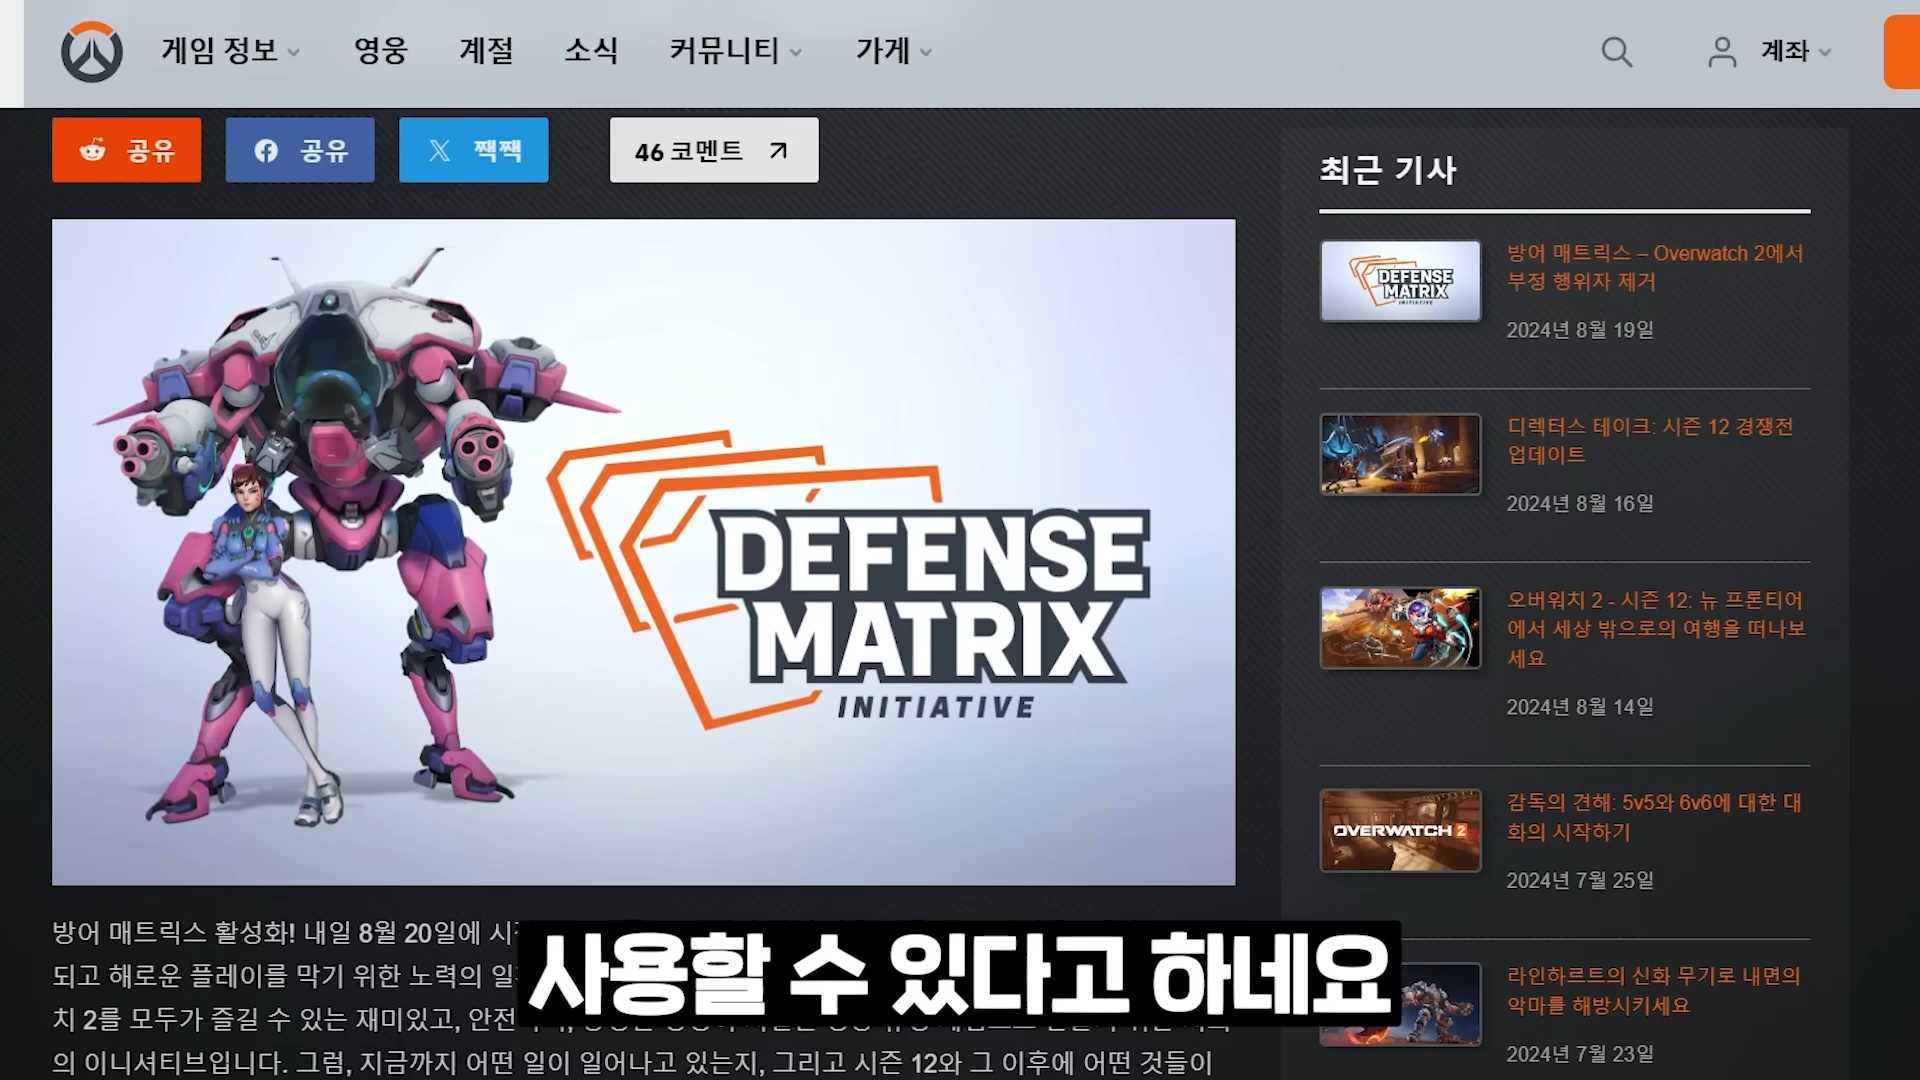 게임 정보
영웅
계절
소식
커뮤니티
가게
계좌
공유
공유
짹짹
46 코멘트
DEFENSE
MATRIX
INITIATIVE
방어 매트릭스 활성화! 내일 8월 20일에
되고 해로운 플레이를 막기 위한 노력의
치 2를 모두가 즐길 수 있는 재미있고,
의 이니셔티브입니다. 그럼, 지금까지 어떤 일이 일어나고 있는지, 그리고 시즌 12와 그 이후에 어떤 것들이
사용할 수 있다고 하네요
최근 기사
DEFENSE
MATRIX
INITIATIVE
방어 매트릭스 – Overwatch 2에서
부정 행위자 제거
2024년 8월 19일
디렉터스 테이크: 시즌 12 경쟁전
업데이트
2024년 8월 16일
오버워치 2 - 시즌 12: 뉴 프론티어
에서 세상 밖으로의 여행을 떠나보
세요
2024년 8월 14일
OVERWATCH 2
감독의 견해: 5v5와 6v6에 대한 대
화의 시작하기
2024년 7월 25일
라인하르트의 신화 무기로 내면의
악마를 해방시키세요
2024년 7월 23일